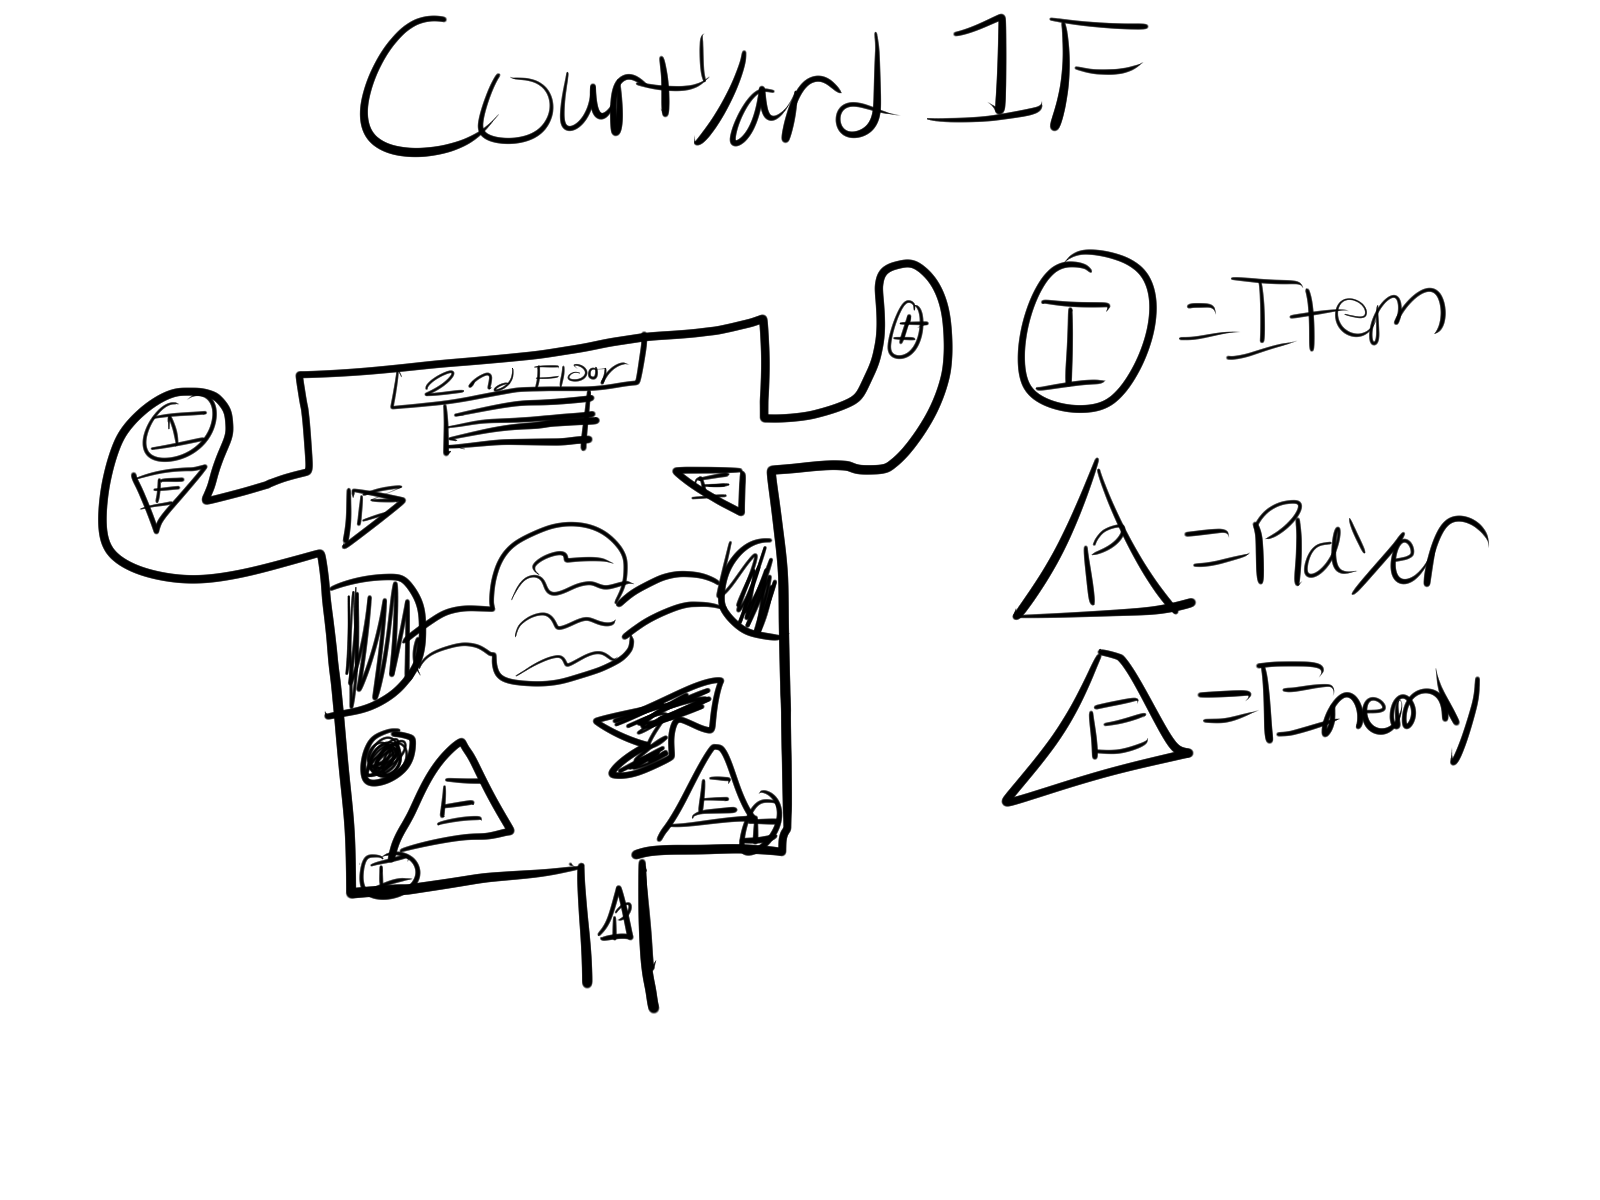 Courtyard 1F
I = Item
P = Player
E = Enemy
2nd Floor
I
E
E
E
E
E
I
I
P